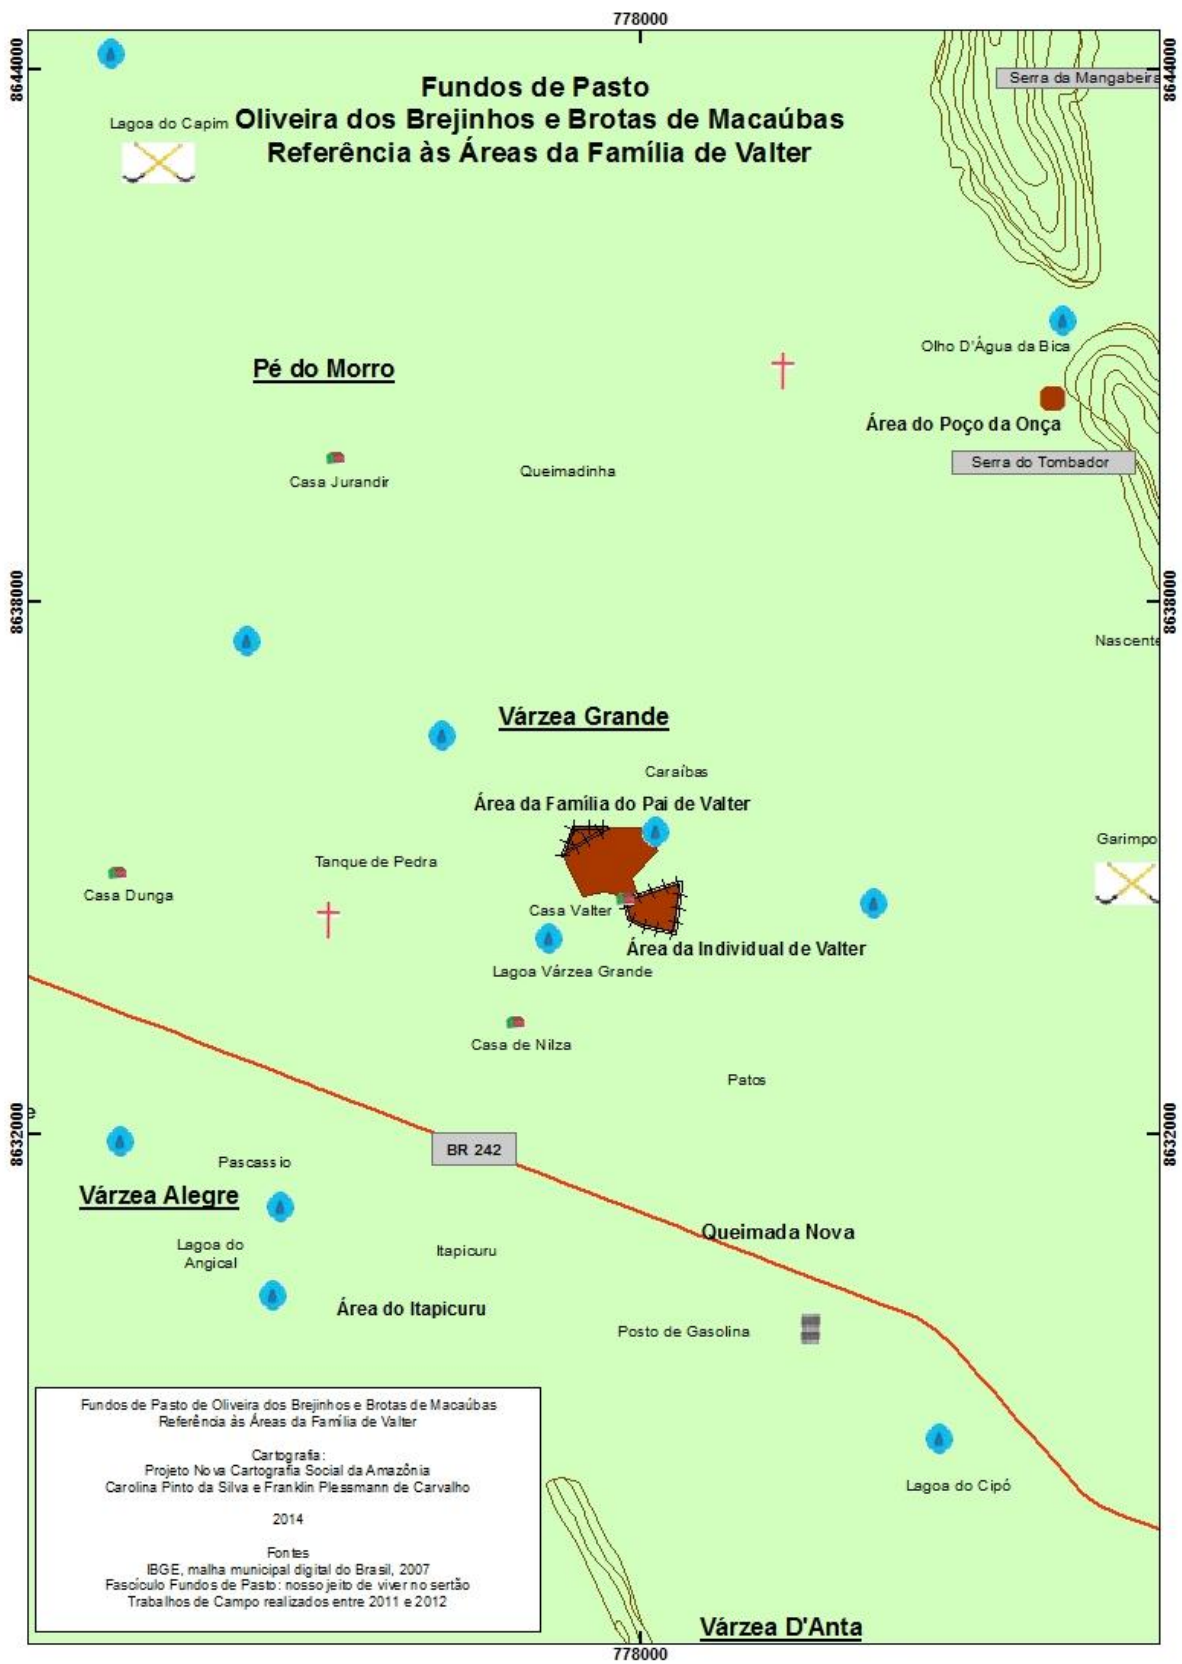 778000
8644000
8644000
Serra da Mangabeira
Fundos de Pasto
Oliveira dos Brejinhos e Brotas de Macaúbas
Referência às Áreas da Família de Valter
Lagoa do Capim
Olho D'Água da Bica
Pé do Morro
Área do Poço da Onça
Serra do Tombador
Queimadinha
Casa Jurandir
8638000
8638000
Nascente
Várzea Grande
Caraíbas
Área da Família do Pai de Valter
Garimpo
Tanque de Pedra
Casa Dunga
Casa Valter
Área da Individual de Valter
Lagoa Várzea Grande
Casa de Nilza
Patos
e
8632000
8632000
BR 242
Pascassio
Várzea Alegre
Queimada Nova
Lagoa do
Angical
Itapicuru
Área do Itapicuru
Posto de Gasolina
Lagoa do Cipó
Fundos de Pasto de Oliveira dos Brejinhos e Brotas de Macaúbas
Referência às Áreas da Família de Valter
Cartografia:
Projeto Nova Cartografia Social da Amazônia
Carolina Pinto da Silva e Franklin Plessmann de Carvalho
2014
Fontes
IBGE, malha municipal digital do Brasil, 2007
Fascículo Fundos de Pasto: nosso jeito de viver no sertão
Trabalhos de Campo realizados entre 2011 e 2012
Várzea D'Anta
778000